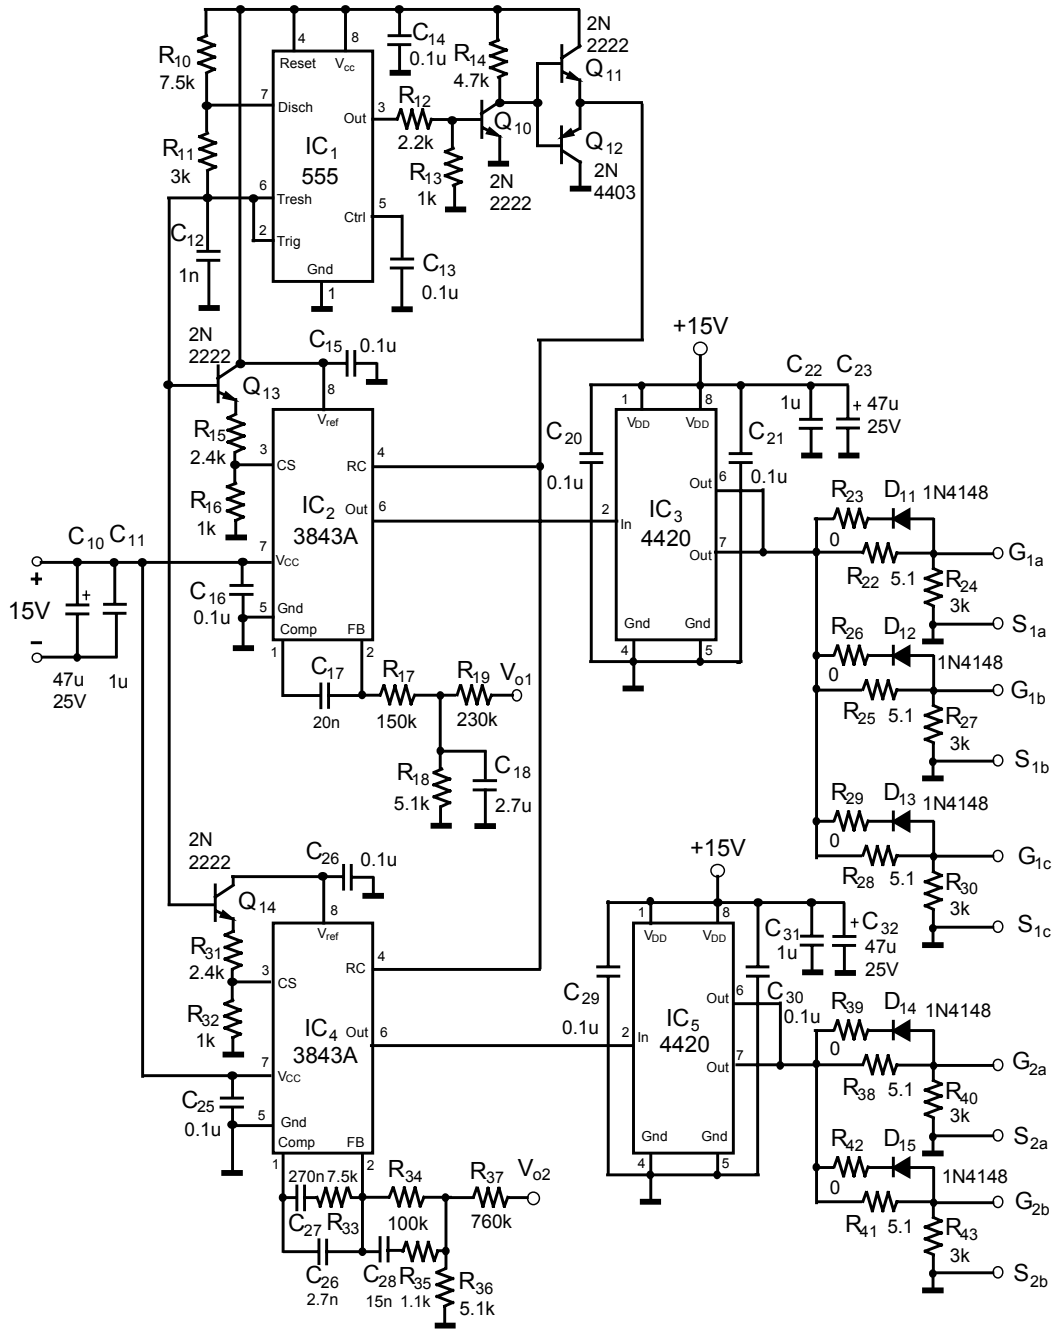 R10 7.5k
R11 3k
C12 1n
4 Reset
8 Vcc
7 Disch
Out 3
IC1 555
6 Tresh
2 Trig
Ctrl 5
Gnd 1
C14 0.1u
R14 4.7k
R12 2.2k
R13 1k
C13 0.1u
Q10 2N 2222
2N 2222 Q11
Q12 2N 4403
2N 2222 Q13
C15 0.1u
R15 2.4k
R16 1k
8 Vref
3 CS
RC 4
IC2 3843A
Out 6
7 VCC
5 Gnd
Comp 1
FB 2
C10 47u 25V
C11 1u
+ 15V −
C16 0.1u
C17 20n
R17 150k
R19 230k
Vo1
R18 5.1k
C18 2.7u
+15V
C20 0.1u
C21 0.1u
C22 1u
C23 + 47u 25V
1 VDD
8 VDD
2 In
IC3 4420
Out 6
Out 7
Gnd 4
Gnd 5
R23 0
D11 1N4148
R22 5.1
R24 3k
G1a
S1a
R26 0
D12 1N4148
R25 5.1
R27 3k
G1b
S1b
R29 0
D13 1N4148
R28 5.1
R30 3k
G1c
S1c
2N 2222 Q14
C26 0.1u
R31 2.4k
R32 1k
8 Vref
3 CS
RC 4
IC4 3843A
Out 6
7 VCC
5 Gnd
Comp 1
FB 2
C25 0.1u
270n 7.5k
C27 R33
C26 2.7n
R34 100k
R37 760k
Vo2
C28 15n
R35 1.1k
R36 5.1k
+15V
C29 0.1u
C30 0.1u
C31 1u
+ C32 47u 25V
1 VDD
8 VDD
2 In
IC5 4420
Out 6
Out 7
Gnd 4
Gnd 5
R39 0
D14 1N4148
R38 5.1
R40 3k
G2a
S2a
R42 0
D15 1N4148
R41 5.1
R43 3k
G2b
S2b